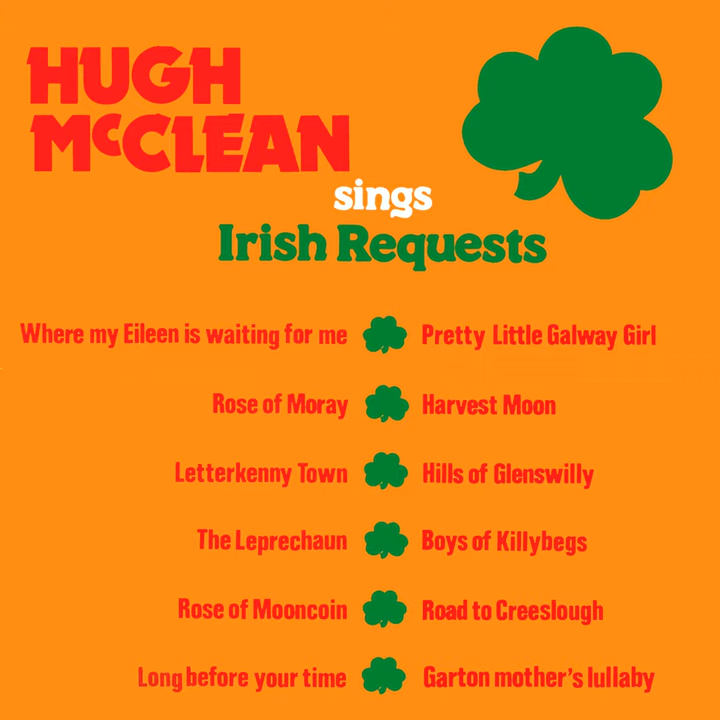 HUGH
McCLEAN
sings
Irish Requests
Where my Eileen is waiting for me
Pretty Little Galway Girl
Rose of Moray
Harvest Moon
Letterkenny Town
Hills of Glenswilly
The Leprechaun
Boys of Killybegs
Rose of Mooncoin
Road to Creeslough
Long before your time
Garton mother's lullaby